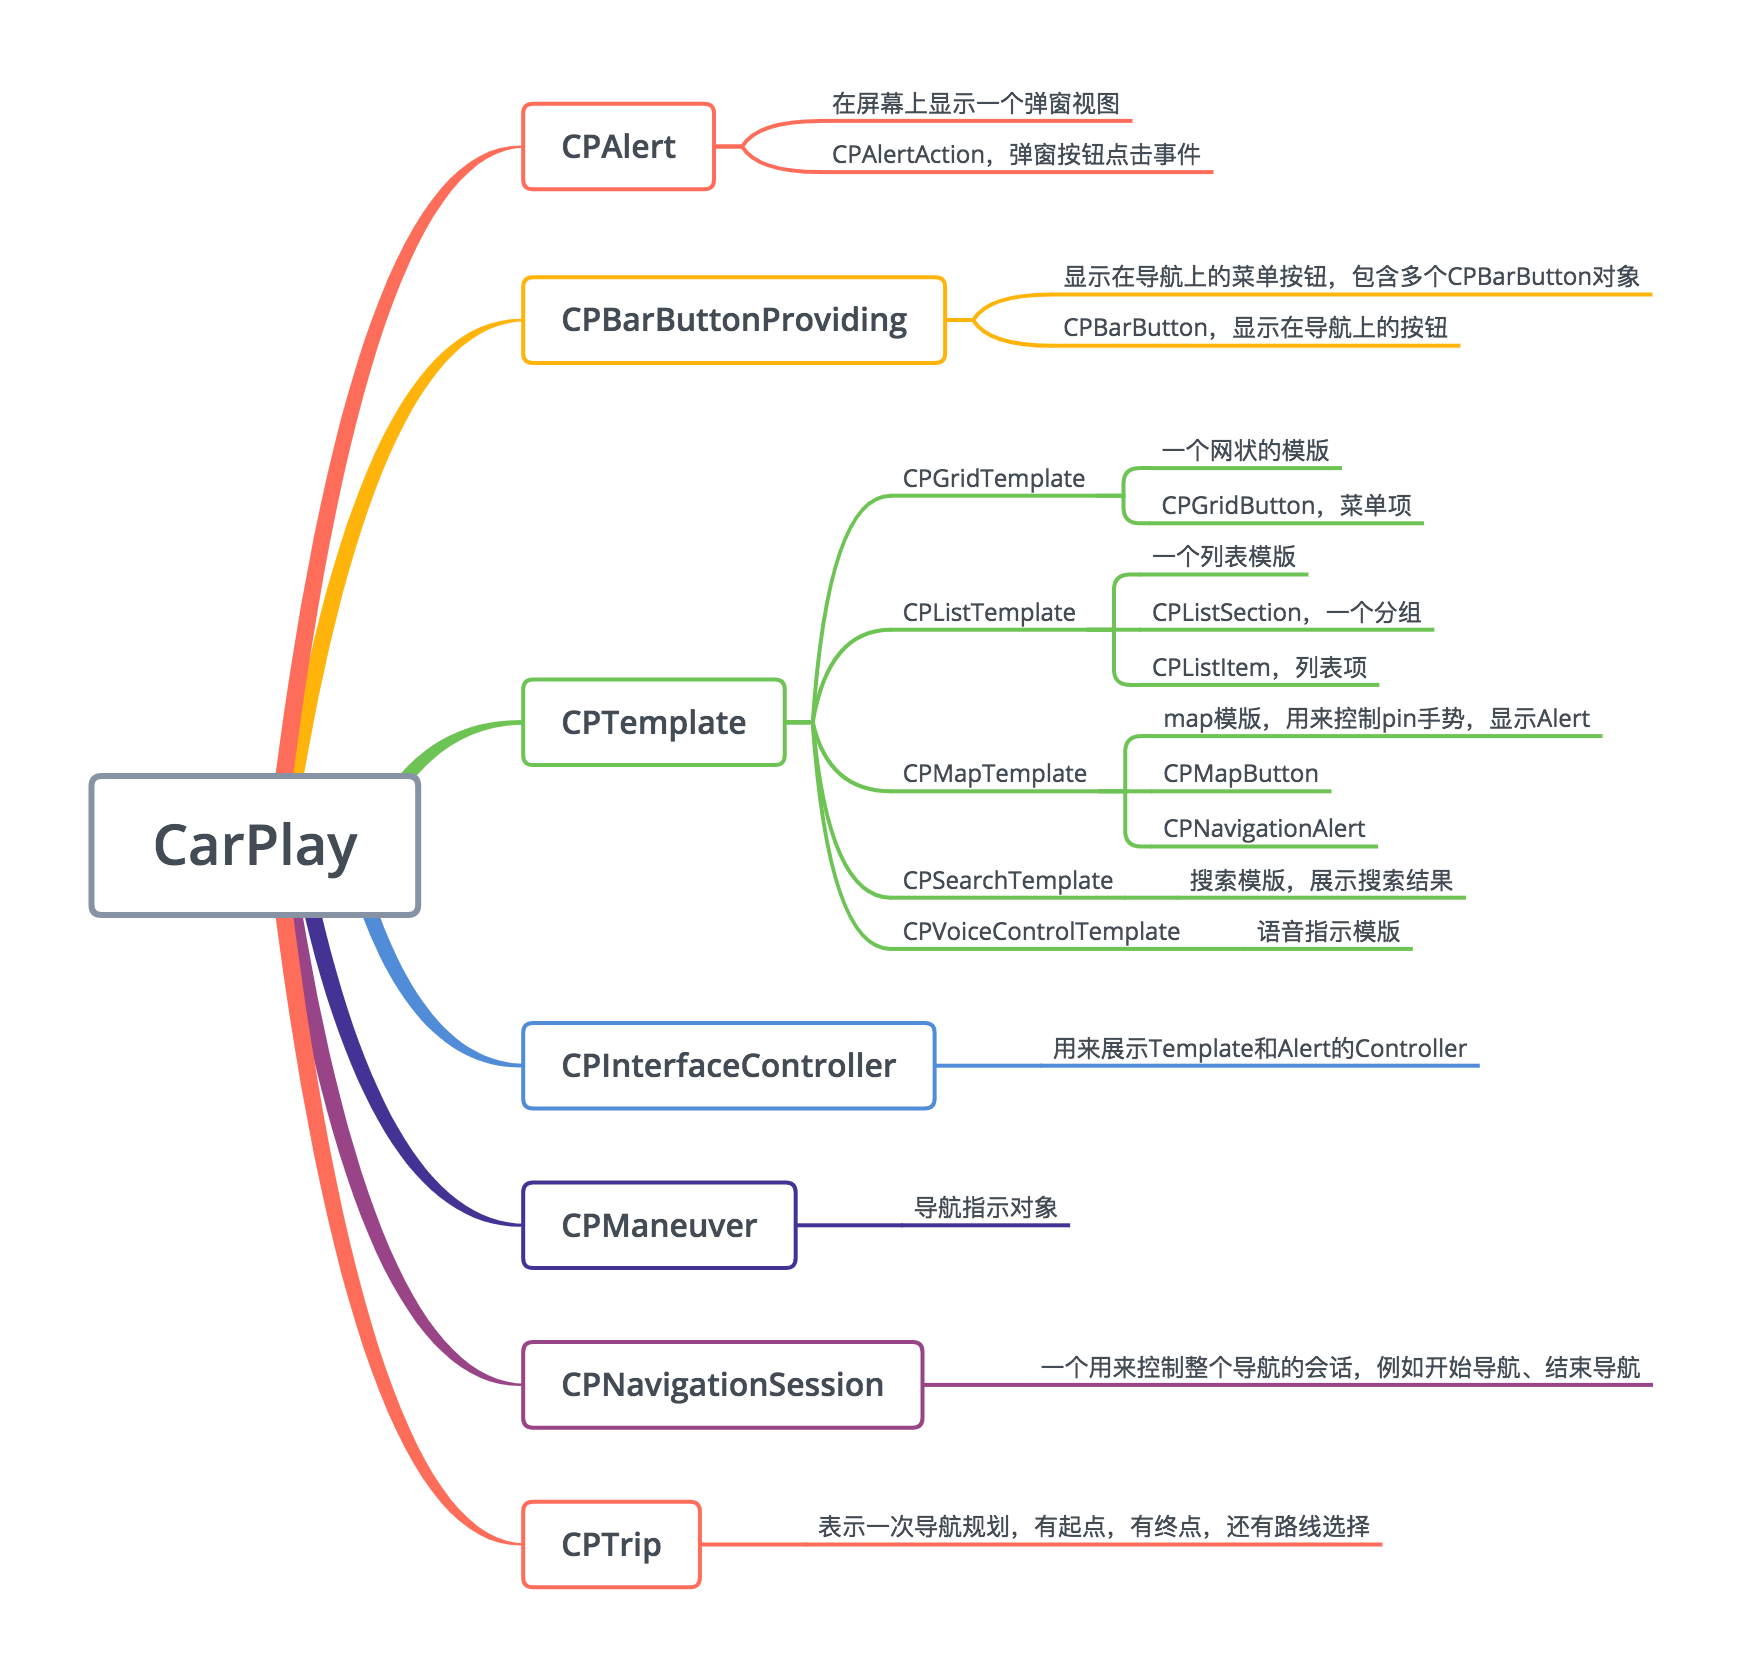 在屏幕上显示一个弹窗视图
CPAlert
CPAlertAction，弹窗按钮点击事件
显示在导航上的菜单按钮，包含多个CPBarButton对象
CPBarButtonProviding
CPBarButton，显示在导航上的按钮
一个网状的模版
CPGridTemplate
CPGridButton，菜单项
一个列表模版
CPListTemplate
CPListSection，一个分组
CPListItem，列表项
CPTemplate
map模版，用来控制pin手势，显示Alert
CPMapTemplate
CPMapButton
CPNavigationAlert
CarPlay
CPSearchTemplate
搜索模版，展示搜索结果
CPVoiceControlTemplate
语音指示模版
CPInterfaceController
用来展示Template和Alert的Controller
CPManeuver
导航指示对象
CPNavigationSession
一个用来控制整个导航的会话，例如开始导航、结束导航
CPTrip
表示一次导航规划，有起点，有终点，还有路线选择